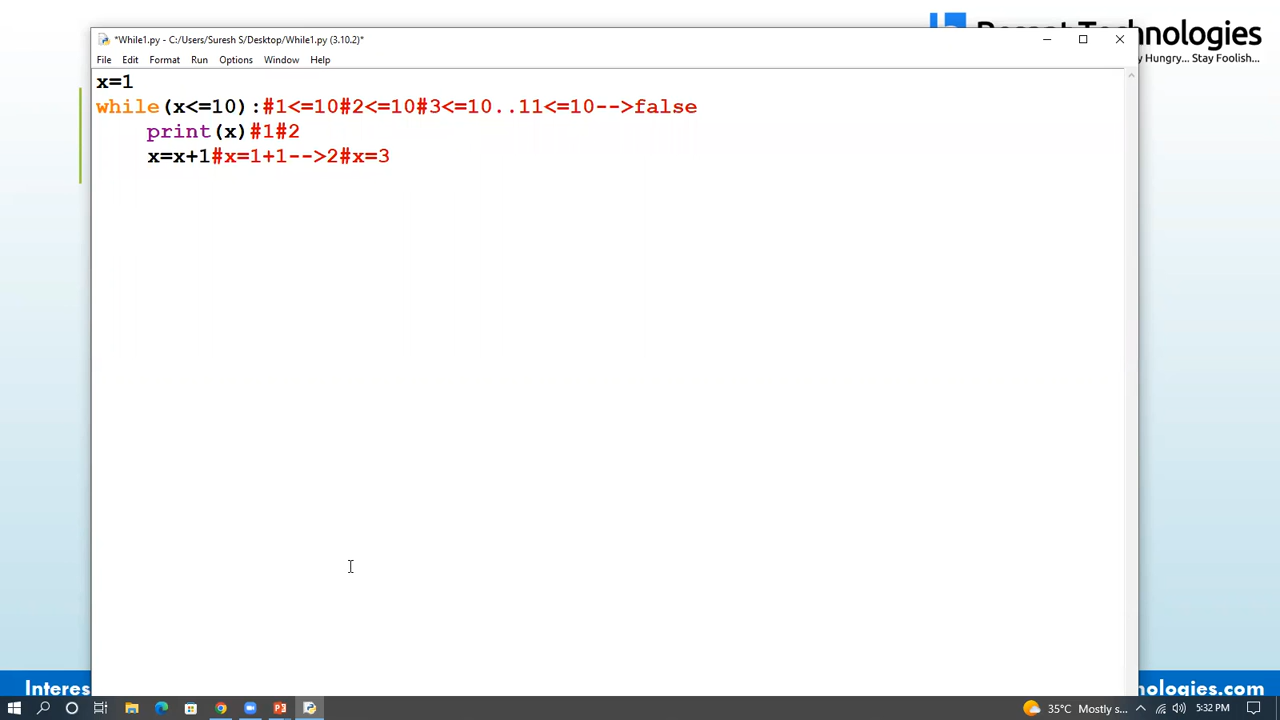 Technologies
*While1.py - C:/Users/Suresh S/Desktop/While1.py (3.10.2)*
Hungry... Stay Foolish...
File Edit Format Run Options Window Help
x=1
while(x<=10):#1<=10#2<=10#3<=10..11<=10-->false
    print(x)#1#2
    x=x+1#x=1+1-->2#x=3
Interes
nologies.com
35°C Mostly s... 5:32 PM